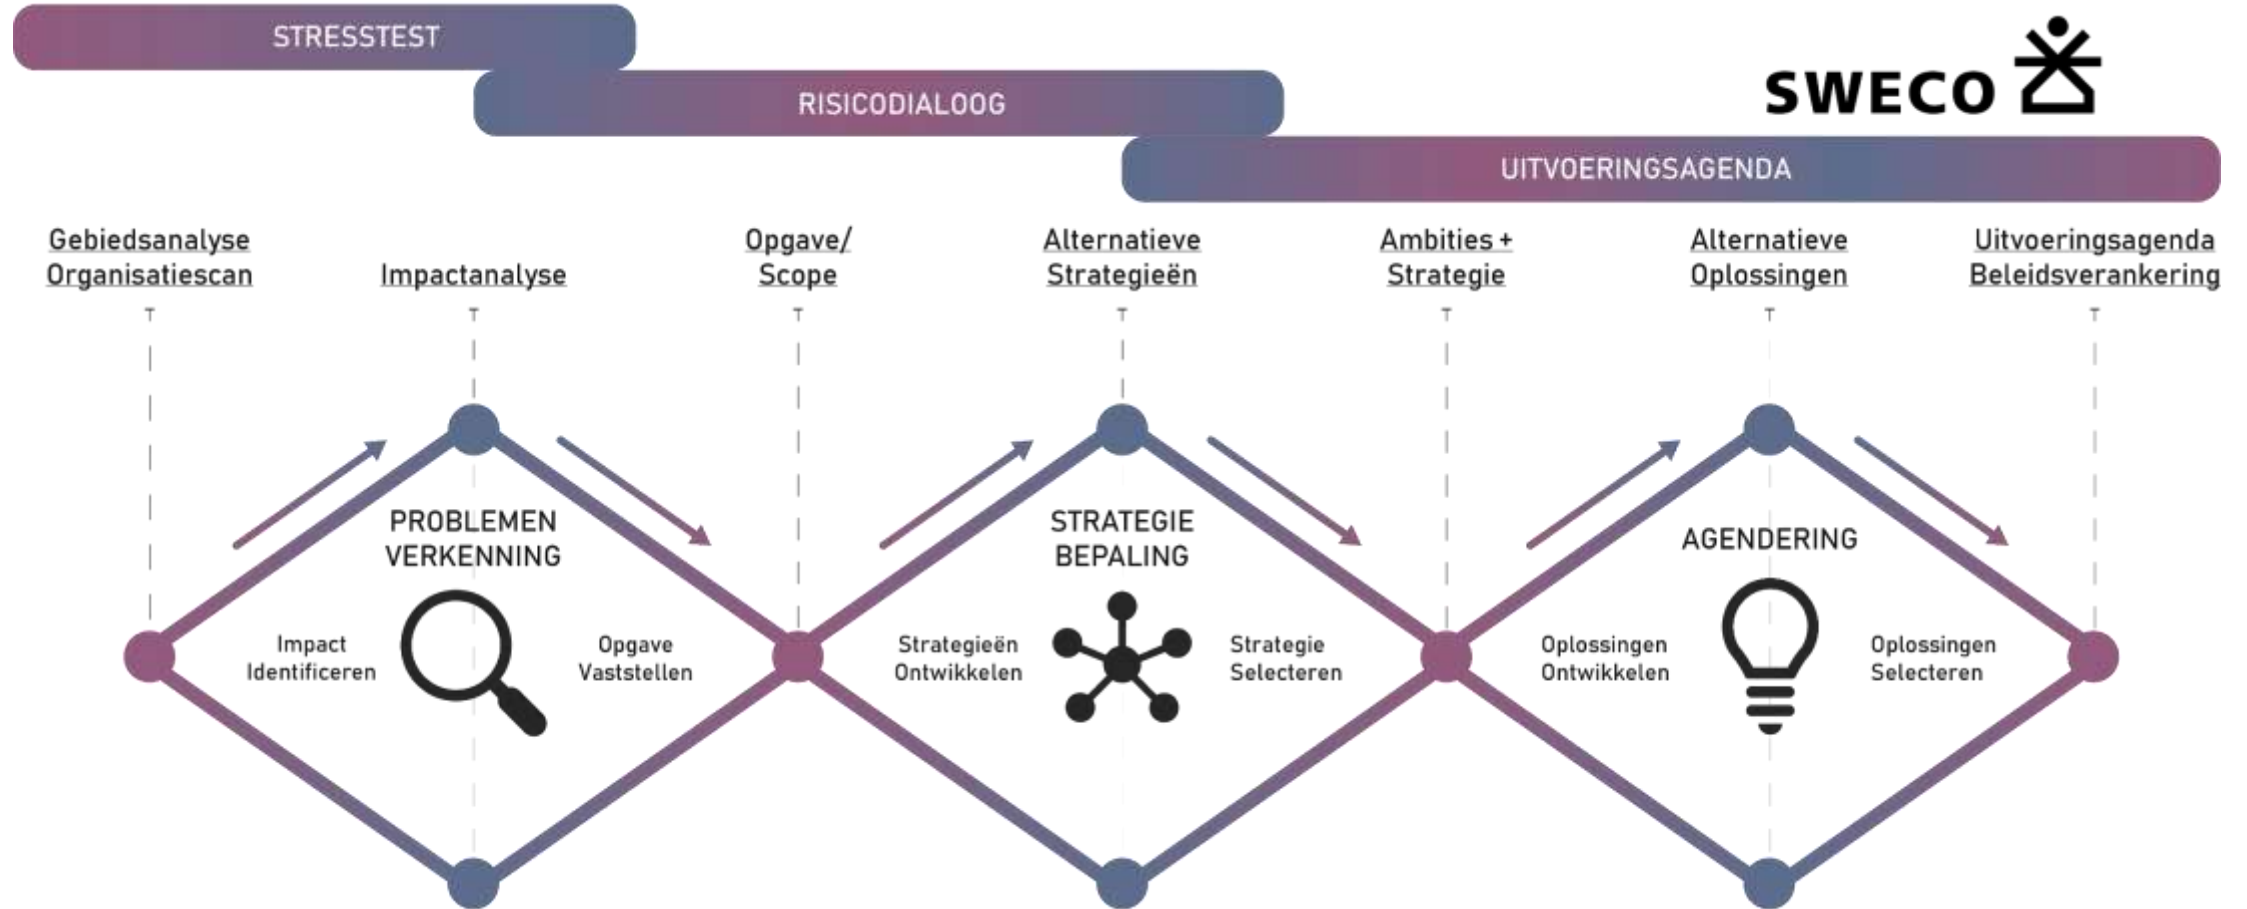 STRESSTEST
RISICODIALOOG
SWECO
UITVOERINGSAGENDA
Gebiedsanalyse
Organisatiescan
Impactanalyse
Opgave/
Scope
Alternatieve
Strategieën
Ambities +
Strategie
Alternatieve
Oplossingen
Uitvoeringsagenda
Beleidsverankering
PROBLEMEN
VERKENNING
Impact
Identificeren
Opgave
Vaststellen
STRATEGIE
BEPALING
Strategieën
Ontwikkelen
Strategie
Selecteren
AGENDERING
Oplossingen
Ontwikkelen
Oplossingen
Selecteren